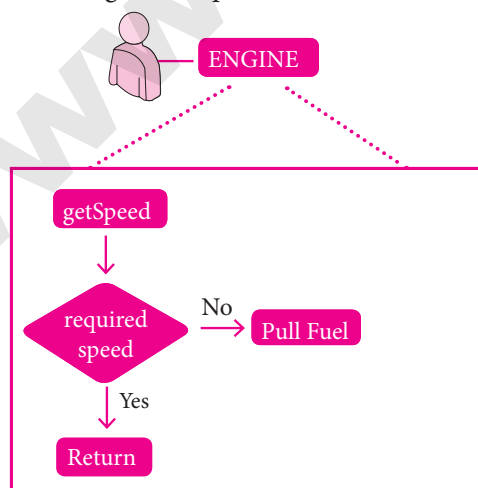 ENGINE
getSpeed
required
speed
No
Pull Fuel
Yes
Return